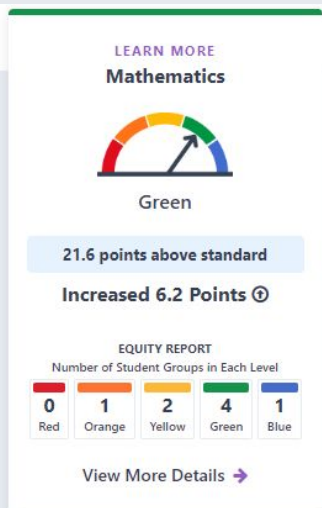 LEARN MORE
Mathematics
Green
21.6 points above standard
Increased 6.2 Points
EQUITY REPORT
Number of Student Groups in Each Level
0 1 2 4 1
Red Orange Yellow Green Blue
View More Details